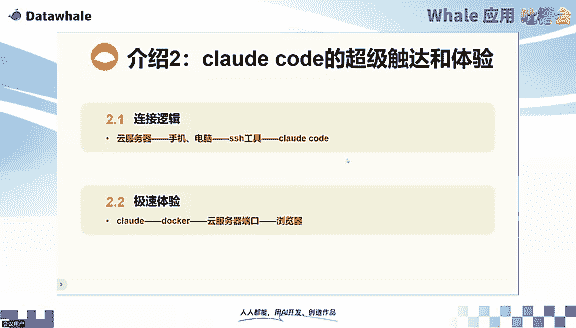 Datawhale
Whale 应用
介绍2：claude code的超级触达和体验
2.1 连接逻辑
• 云服务器——手机、电脑——ssh工具——claude code
2.2 极速体验
• claude——docker——云服务器端口——浏览器
人人都能，用AI开发、创造作品